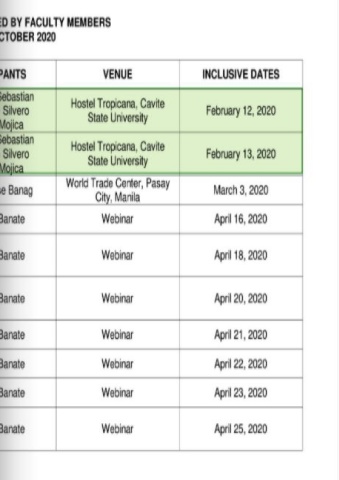 ED BY FACULTY MEMBERS
CTOBER 2020
PANTS VENUE INCLUSIVE DATES
Sebastian
Silvero
Mojica
Hostel Tropicana, Cavite
State University
February 12, 2020
Sebastian
Silvero
Mojica
Hostel Tropicana, Cavite
State University
February 13, 2020
e Banag
World Trade Center, Pasay
City, Manila
March 3, 2020
Banate Webinar April 16, 2020
Banate Webinar April 18, 2020
Banate Webinar April 20, 2020
Banate Webinar April 21, 2020
Banate Webinar April 22, 2020
Banate Webinar April 23, 2020
Banate Webinar April 25, 2020